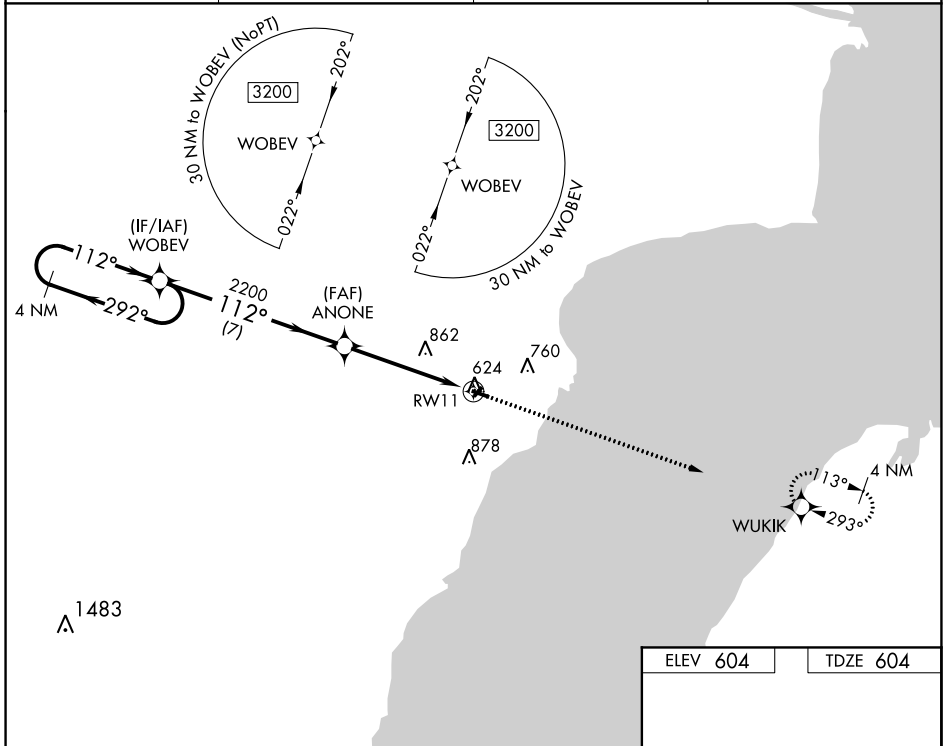 30 NM to WOBEV (NoPT)
202°
3200
WOBEV
022°
202°
3200
WOBEV
022°
30 NM to WOBEV
(IF/IAF)
WOBEV
112°
292°
4 NM
2200
112°
(7)
(FAF)
ANONE
862
760
624
RW11
878
4 NM
113°
293°
WUKIK
1483
ELEV 604
TDZE 604